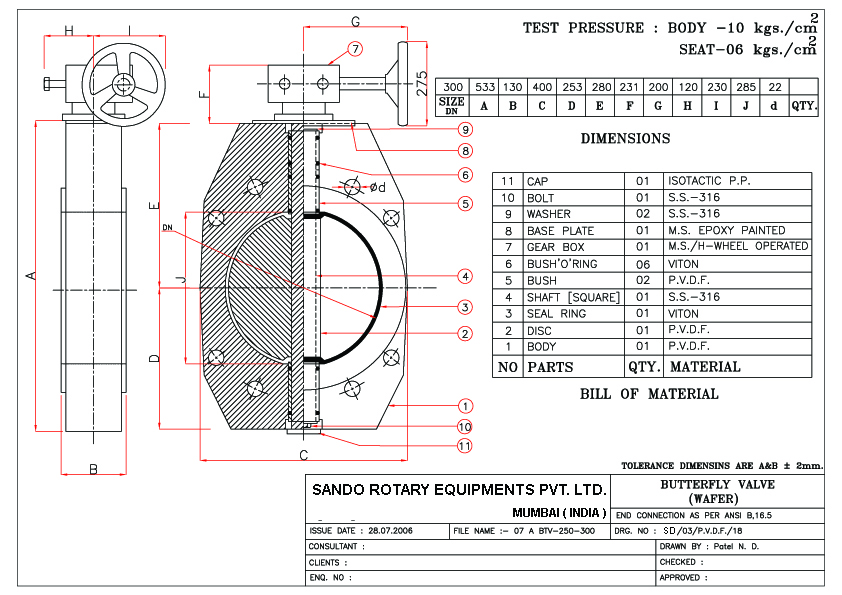 TEST PRESSURE : BODY -10 kgs./cm2
SEAT-06 kgs./cm2
G
H
I
7
275
F
300 533 130 400 253 280 231 200 120 230 285 22
SIZE DN A B C D E F G H I J d QTY.
DIMENSIONS
9
8
6
5
ød
E
DN
A
J
4
3
2
D
1
10
11
B
C
11 CAP 01 ISOTACTIC P.P.
10 BOLT 01 S.S.-316
9 WASHER 02 S.S.-316
8 BASE PLATE 01 M.S. EPOXY PAINTED
7 GEAR BOX 01 M.S./H-WHEEL OPERATED
6 BUSH'O'RING 06 VITON
5 BUSH 02 P.V.D.F.
4 SHAFT [SQUARE] 01 S.S.-316
3 SEAL RING 01 VITON
2 DISC 01 P.V.D.F.
1 BODY 01 P.V.D.F.
NO PARTS QTY. MATERIAL
BILL OF MATERIAL
TOLERANCE DIMENSINS ARE A&B ± 2mm.
SANDO ROTARY EQUIPMENTS PVT. LTD.
MUMBAI ( INDIA )
BUTTERFLY VALVE
(WAFER)
END CONNECTION AS PER ANSI B,16.5
ISSUE DATE : 28.07.2006 FILE NAME :- 07 A BTV-250-300 DRG. NO : SD/03/P.V.D.F./18
CONSULTANT : DRAWN BY : Patel N. D.
CLIENTS : CHECKED :
ENQ. NO : APPROVED :